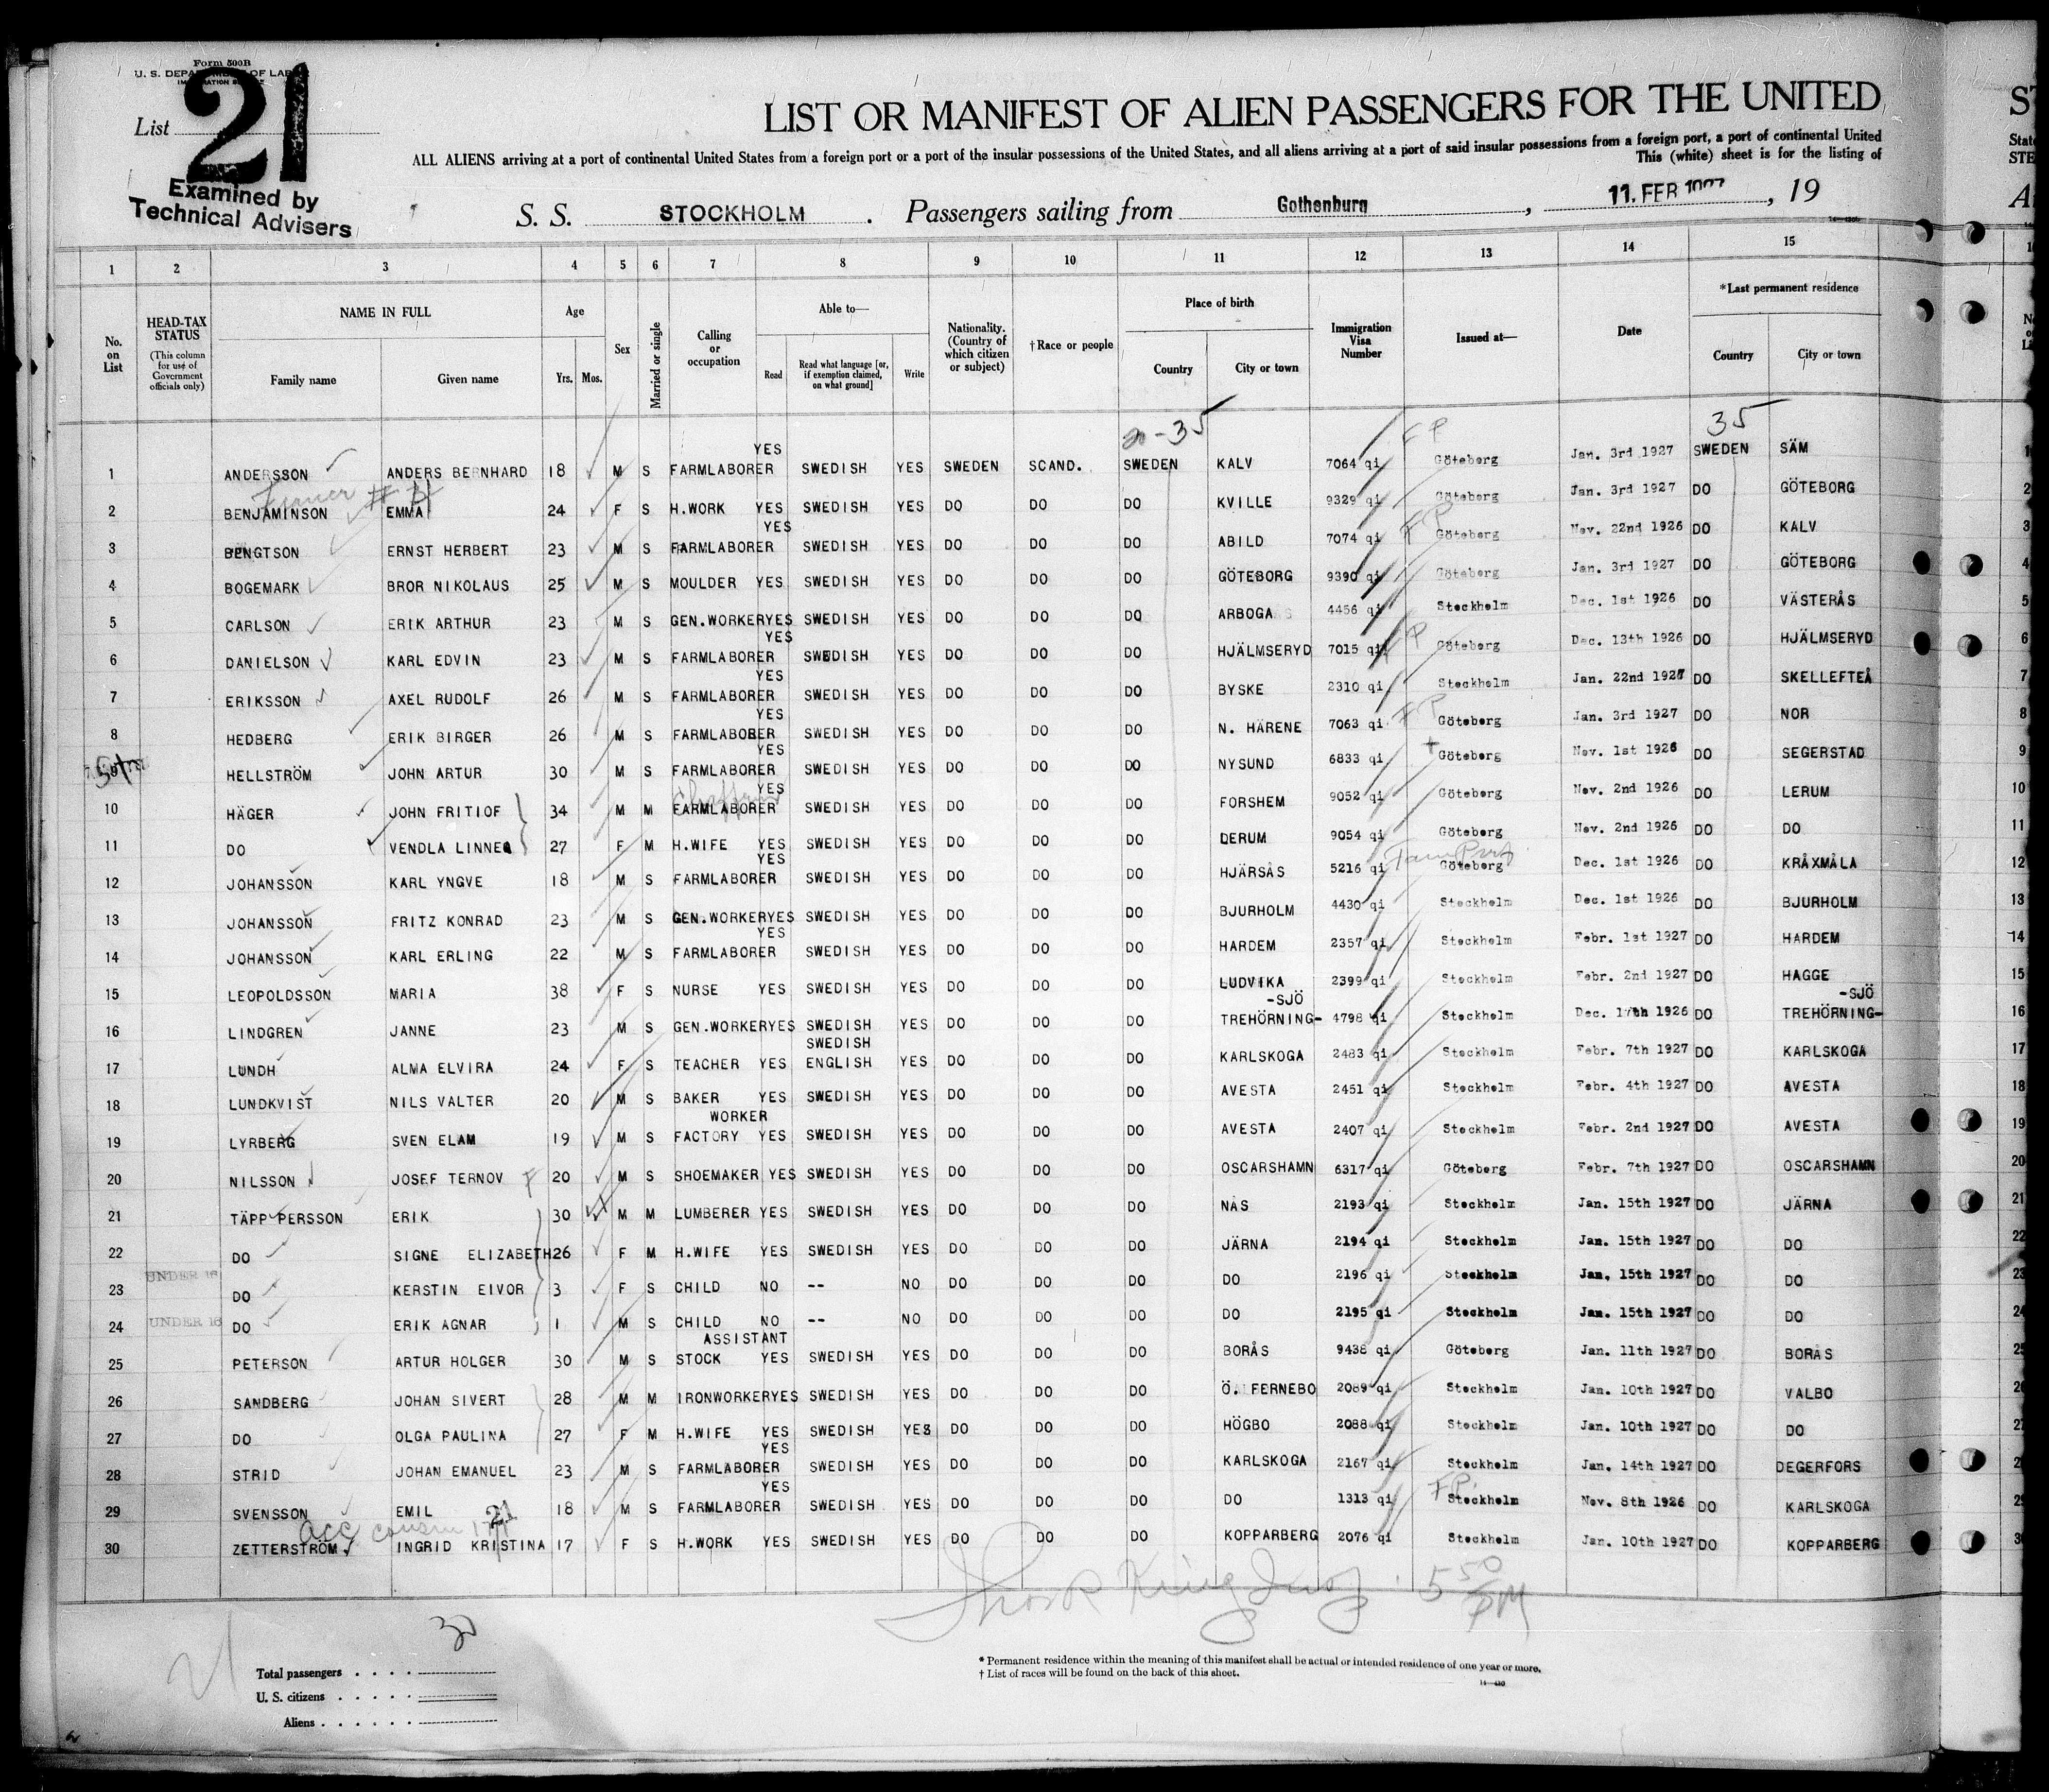 Form 500B
U. S. DEPARTMENT OF LABOR
List 21
Examined by
Technical Advisers
LIST OR MANIFEST OF ALIEN PASSENGERS FOR THE UNITED
ALL ALIENS arriving at a port of continental United States from a foreign port or a port of the insular possessions of the United States, and all aliens arriving at a port of said insular possessions from a foreign port, a port of continental United
This (white) sheet is for the listing of
S. S. STOCKHOLM . Passengers sailing from Gothenburg , 11. FEB 1927 , 19
1 2 3 4 5 6 7 8 9 10 11 12 13 14 15
No. on List
HEAD-TAX STATUS (This column for use of Government officials only)
NAME IN FULL Family name Given name
Age Yrs. Mos.
Sex
Married or single
Calling or occupation
Able to— Read Read what language [or, if exemption claimed, on what ground] Write
Nationality. (Country of which citizen or subject)
†Race or people
Place of birth Country City or town
Immigration Visa Number
Issued at—
Date
*Last permanent residence Country City or town
35 35
1 ANDERSSON ANDERS BERNHARD 18 M S FARMLABORER YES SWEDISH YES SWEDEN SCAND. SWEDEN KALV 7064 qi FP Göteborg Jan. 3rd 1927 SWEDEN SÄM
2 BENJAMINSON EMMA 24 F S H.WORK YES SWEDISH YES DO DO DO KVILLE 9329 qi Göteborg Jan. 3rd 1927 DO GÖTEBORG
3 BENGTSON ERNST HERBERT 23 M S FARMLABORER YES SWEDISH YES DO DO DO ABILD 7074 qi FP Göteborg Nov. 22nd 1926 DO KALV
4 BOGEMARK BROR NIKOLAUS 25 M S MOULDER YES SWEDISH YES DO DO DO GÖTEBORG 9390 qi Göteborg Jan. 3rd 1927 DO GÖTEBORG
5 CARLSON ERIK ARTHUR 23 M S GEN.WORKER YES SWEDISH YES DO DO DO ARBOGA 4456 qi Stockholm Dec. 1st 1926 DO VÄSTERÅS
6 DANIELSON KARL EDVIN 23 M S FARMLABORER YES SWEDISH YES DO DO DO HJÄLMSERYD 7015 qi FP Göteborg Dec. 13th 1926 DO HJÄLMSERYD
7 ERIKSSON AXEL RUDOLF 26 M S FARMLABORER YES SWEDISH YES DO DO DO BYSKE 2310 qi Stockholm Jan. 22nd 1927 DO SKELLEFTEÅ
8 HEDBERG ERIK BIRGER 26 M S FARMLABORER YES SWEDISH YES DO DO DO N. HÄRENE 7063 qi FP Göteborg Jan. 3rd 1927 DO NOR
HELLSTRÖM JOHN ARTUR 30 M S FARMLABORER YES SWEDISH YES DO DO DO NYSUND 6833 qi Göteborg Nov. 1st 1926 DO SEGERSTAD
10 HÄGER JOHN FRITIOF 34 M M FARMLABORER YES SWEDISH YES DO DO DO FORSHEM 9052 qi Göteborg Nov. 2nd 1926 DO LERUM
11 DO VENDLA LINNEA 27 F M H.WIFE YES SWEDISH YES DO DO DO DERUM 9054 qi Göteborg Nov. 2nd 1926 DO DO
12 JOHANSSON KARL YNGVE 18 M S FARMLABORER YES SWEDISH YES DO DO DO HJÄRSÅS 5216 qi Göteborg Dec. 1st 1926 DO KRÅXMÅLA
13 JOHANSSON FRITZ KONRAD 23 M S GEN.WORKER YES SWEDISH YES DO DO DO BJURHOLM 4430 qi Stockholm Dec. 1st 1926 DO BJURHOLM
14 JOHANSSON KARL ERLING 22 M S FARMLABORER YES SWEDISH YES DO DO DO HARDEM 2357 qi Stockholm Febr. 1st 1927 DO HARDEM
15 LEOPOLDSSON MARIA 38 F S NURSE YES SWEDISH YES DO DO DO LUDVIKA 2399 qi Stockholm Febr. 2nd 1927 DO HAGGE
16 LINDGREN JANNE 23 M S GEN.WORKER YES SWEDISH YES DO DO DO TREHÖRNING-SJÖ 4798 qi Stockholm Dec. 17th 1926 DO TREHÖRNING-SJÖ
17 LUNDH ALMA ELVIRA 24 F S TEACHER YES SWEDISH ENGLISH YES DO DO DO KARLSKOGA 2483 qi Stockholm Febr. 7th 1927 DO KARLSKOGA
18 LUNDKVIST NILS VALTER 20 M S BAKER YES SWEDISH YES DO DO DO AVESTA 2451 qi Stockholm Febr. 4th 1927 DO AVESTA
19 LYRBERG SVEN ELAM 19 M S FACTORY WORKER YES SWEDISH YES DO DO DO AVESTA 2407 qi Stockholm Febr. 2nd 1927 DO AVESTA
20 NILSSON JOSEF TERNOV 20 M S SHOEMAKER YES SWEDISH YES DO DO DO OSCARSHAMN 6317 qi Göteborg Febr. 7th 1927 DO OSCARSHAMN
21 TÄPP PERSSON ERIK 30 M M LUMBERER YES SWEDISH YES DO DO DO NÅS 2193 qi Stockholm Jan. 15th 1927 DO JÄRNA
22 DO SIGNE ELIZABETH 26 F M H.WIFE YES SWEDISH YES DO DO DO JÄRNA 2194 qi Stockholm Jan. 15th 1927 DO DO
23 UNDER 16 DO KERSTIN EIVOR 3 F S CHILD NO -- NO DO DO DO DO 2196 qi Stockholm Jan. 15th 1927 DO DO
24 UNDER 16 DO ERIK AGNAR 1 M S CHILD NO -- NO DO DO DO DO 2195 qi Stockholm Jan. 15th 1927 DO DO
25 PETERSON ARTUR HOLGER 30 M S STOCK ASSISTANT YES SWEDISH YES DO DO DO BORÅS 9438 qi Göteborg Jan. 11th 1927 DO BORÅS
26 SANDBERG JOHAN SIVERT 28 M M IRONWORKER YES SWEDISH YES DO DO DO Ö. FERNEBO 2089 qi Stockholm Jan. 10th 1927 DO VALBO
27 DO OLGA PAULINA 27 F M H.WIFE YES SWEDISH YES DO DO DO HÖGBO 2088 qi Stockholm Jan. 10th 1927 DO DO
28 STRID JOHAN EMANUEL 23 M S FARMLABORER YES SWEDISH YES DO DO DO KARLSKOGA 2167 qi Stockholm Jan. 14th 1927 DO DEGERFORS
29 SVENSSON EMIL 18 M S FARMLABORER YES SWEDISH YES DO DO DO DO 1313 qi FP. Stockholm Nov. 8th 1926 DO KARLSKOGA
acc cousin 21
30 ZETTERSTRÖM INGRID KRISTINA 17 F S H.WORK YES SWEDISH YES DO DO DO KOPPARBERG 2076 qi Stockholm Jan. 10th 1927 DO KOPPARBERG
5 50 PM
30
Total passengers
U. S. citizens
Aliens
* Permanent residence within the meaning of this manifest shall be actual or intended residence of one year or more.
† List of races will be found on the back of this sheet.